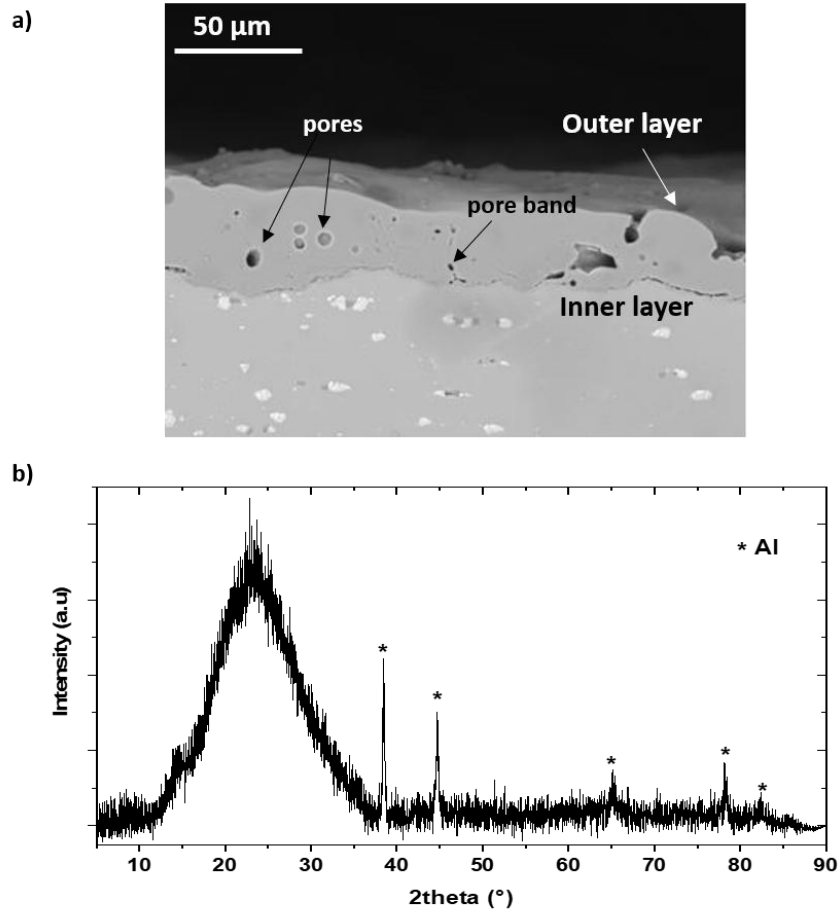 a)
50 µm
pores
Outer layer
pore band
Inner layer
b)
* Al
*
*
*
*
*
Intensity (a.u)
10 20 30 40 50 60 70 80 90
2theta (°)